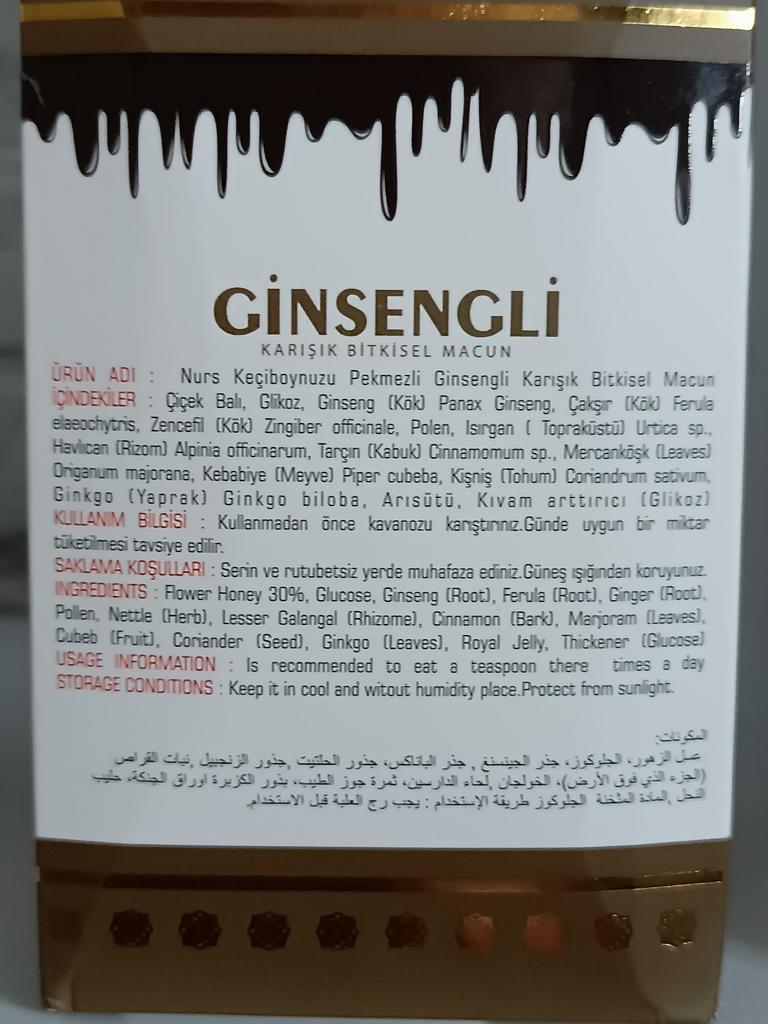 GİNSENGLİ
KARIŞIK BİTKİSEL MACUN
ÜRÜN ADI : Nurs Keçiboynuzu Pekmezli Ginsengli Karışık Bitkisel Macun
İÇİNDEKİLER : Çiçek Balı, Glikoz, Ginseng (Kök) Panax Ginseng, Çakşır (Kök) Ferula
elaeochytris, Zencefil (Kök) Zingiber officinale, Polen, Isırgan ( Topraküstü) Urtica sp.,
Havlıcan (Rizom) Alpinia officinarum, Tarçın (Kabuk) Cinnamomum sp., Mercanköşk (Leaves)
Origanum majorana, Kebabiye (Meyve) Piper cubeba, Kişniş (Tohum) Coriandrum sativum,
Ginkgo (Yaprak) Ginkgo biloba, Arısütü, Kıvam arttırıcı (Glikoz)
KULLANIM BİLGİSİ : Kullanmadan önce kavanozu karıştırınız.Günde uygun bir miktar
tüketilmesi tavsiye edilir.
SAKLAMA KOŞULLARI : Serin ve rutubetsiz yerde muhafaza ediniz.Güneş ışığından koruyunuz.
INGREDIENTS : Flower Honey 30%, Glucose, Ginseng (Root), Ferula (Root), Ginger (Root),
Pollen, Nettle (Herb), Lesser Galangal (Rhizome), Cinnamon (Bark), Marjoram (Leaves),
Cubeb (Fruit), Coriander (Seed), Ginkgo (Leaves), Royal Jelly, Thickener (Glucose)
USAGE INFORMATION : Is recommended to eat a teaspoon there times a day
STORAGE CONDITIONS : Keep it in cool and witout humidity place.Protect from sunlight.
المكونات:
عسل الزهور، الجلوكوز، جذر الجينسنغ , جذر الباناكس، جذور الحلتيت ,جذور الزنجبيل ,نبات القراص
(الجزء الذي فوق الأرض)، الخولجان ,لحاء الدارسين، ثمرة جوز الطيب، بذور الكزبرة اوراق الجنكة، حليب
النحل ,المادة المثخنة الجلوكوز طريقة الإستخدام : يجب رج العلبة قبل الاستخدام.